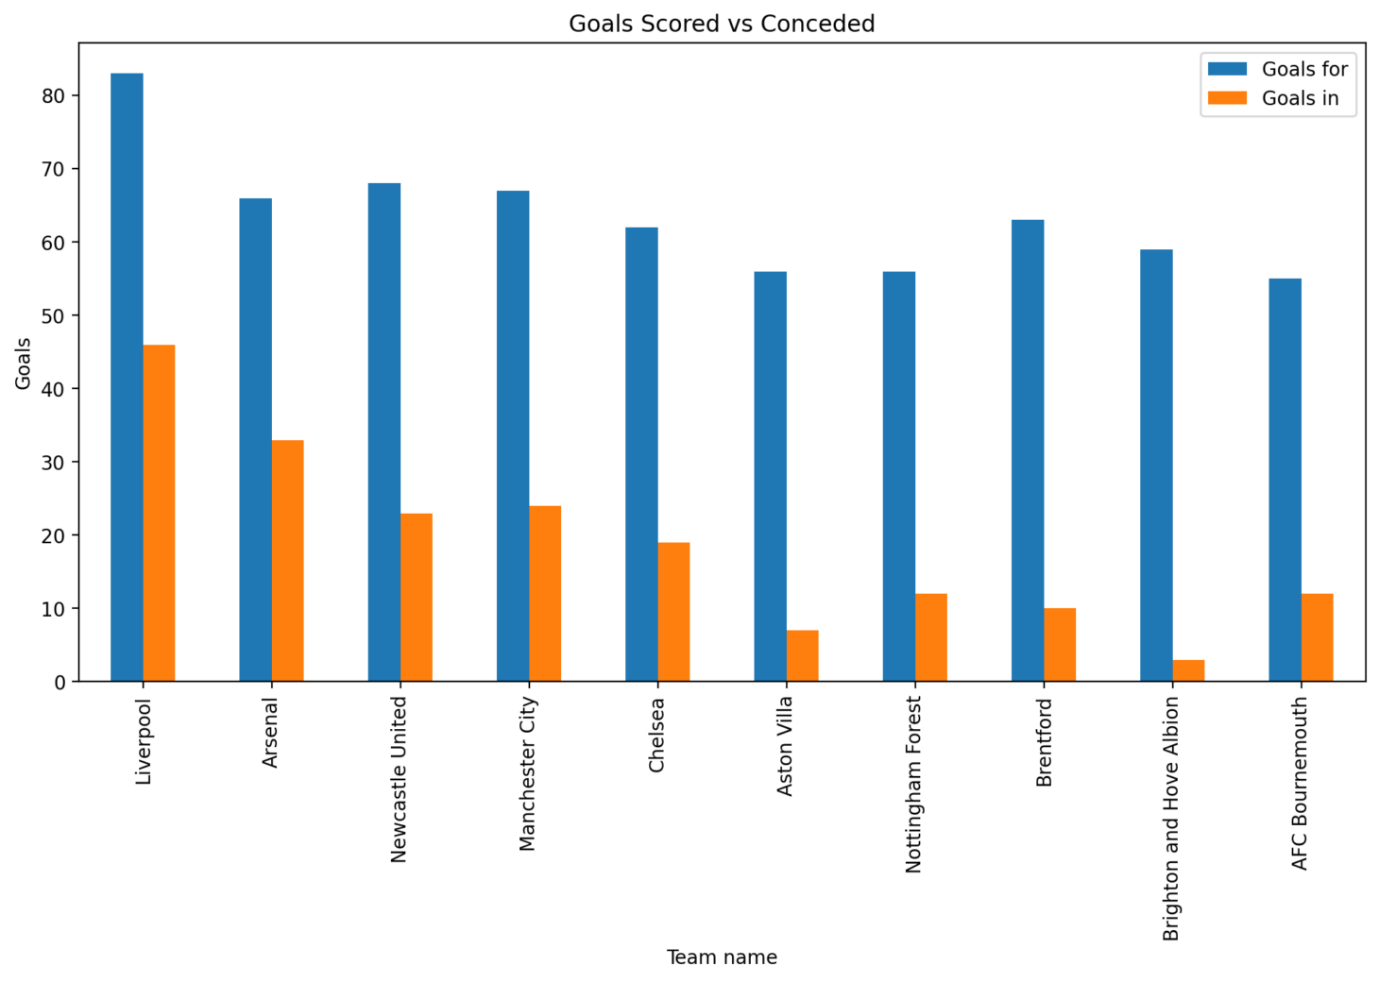 Goals Scored vs Conceded
Goals for
Goals in
80
70
60
50
40
30
20
10
0
Goals
Liverpool
Arsenal
Newcastle United
Manchester City
Chelsea
Aston Villa
Nottingham Forest
Brentford
Brighton and Hove Albion
AFC Bournemouth
Team name